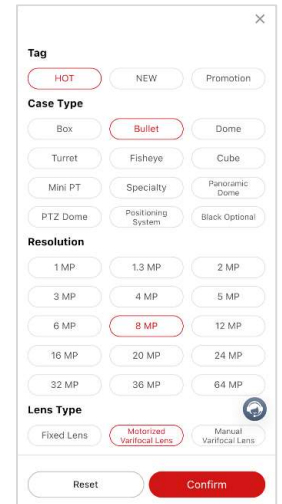 Tag
HOT NEW Promotion
Case Type
Box Bullet Dome
Turret Fisheye Cube
Mini PT Specialty Panoramic
Dome
PTZ Dome Positioning
System Black Optional
Resolution
1 MP 1.3 MP 2 MP
3 MP 4 MP 5 MP
6 MP 8 MP 12 MP
16 MP 20 MP 24 MP
32 MP 36 MP 64 MP
Lens Type
Fixed Lens Motorized
Varifocal Lens Manual
Varifocal Lens
Reset Confirm